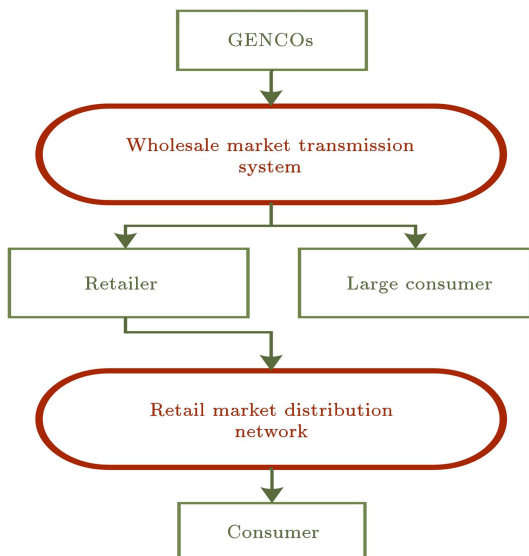 GENCOs
Wholesale market transmission
system
Retailer
Large consumer
Retail market distribution
network
Consumer